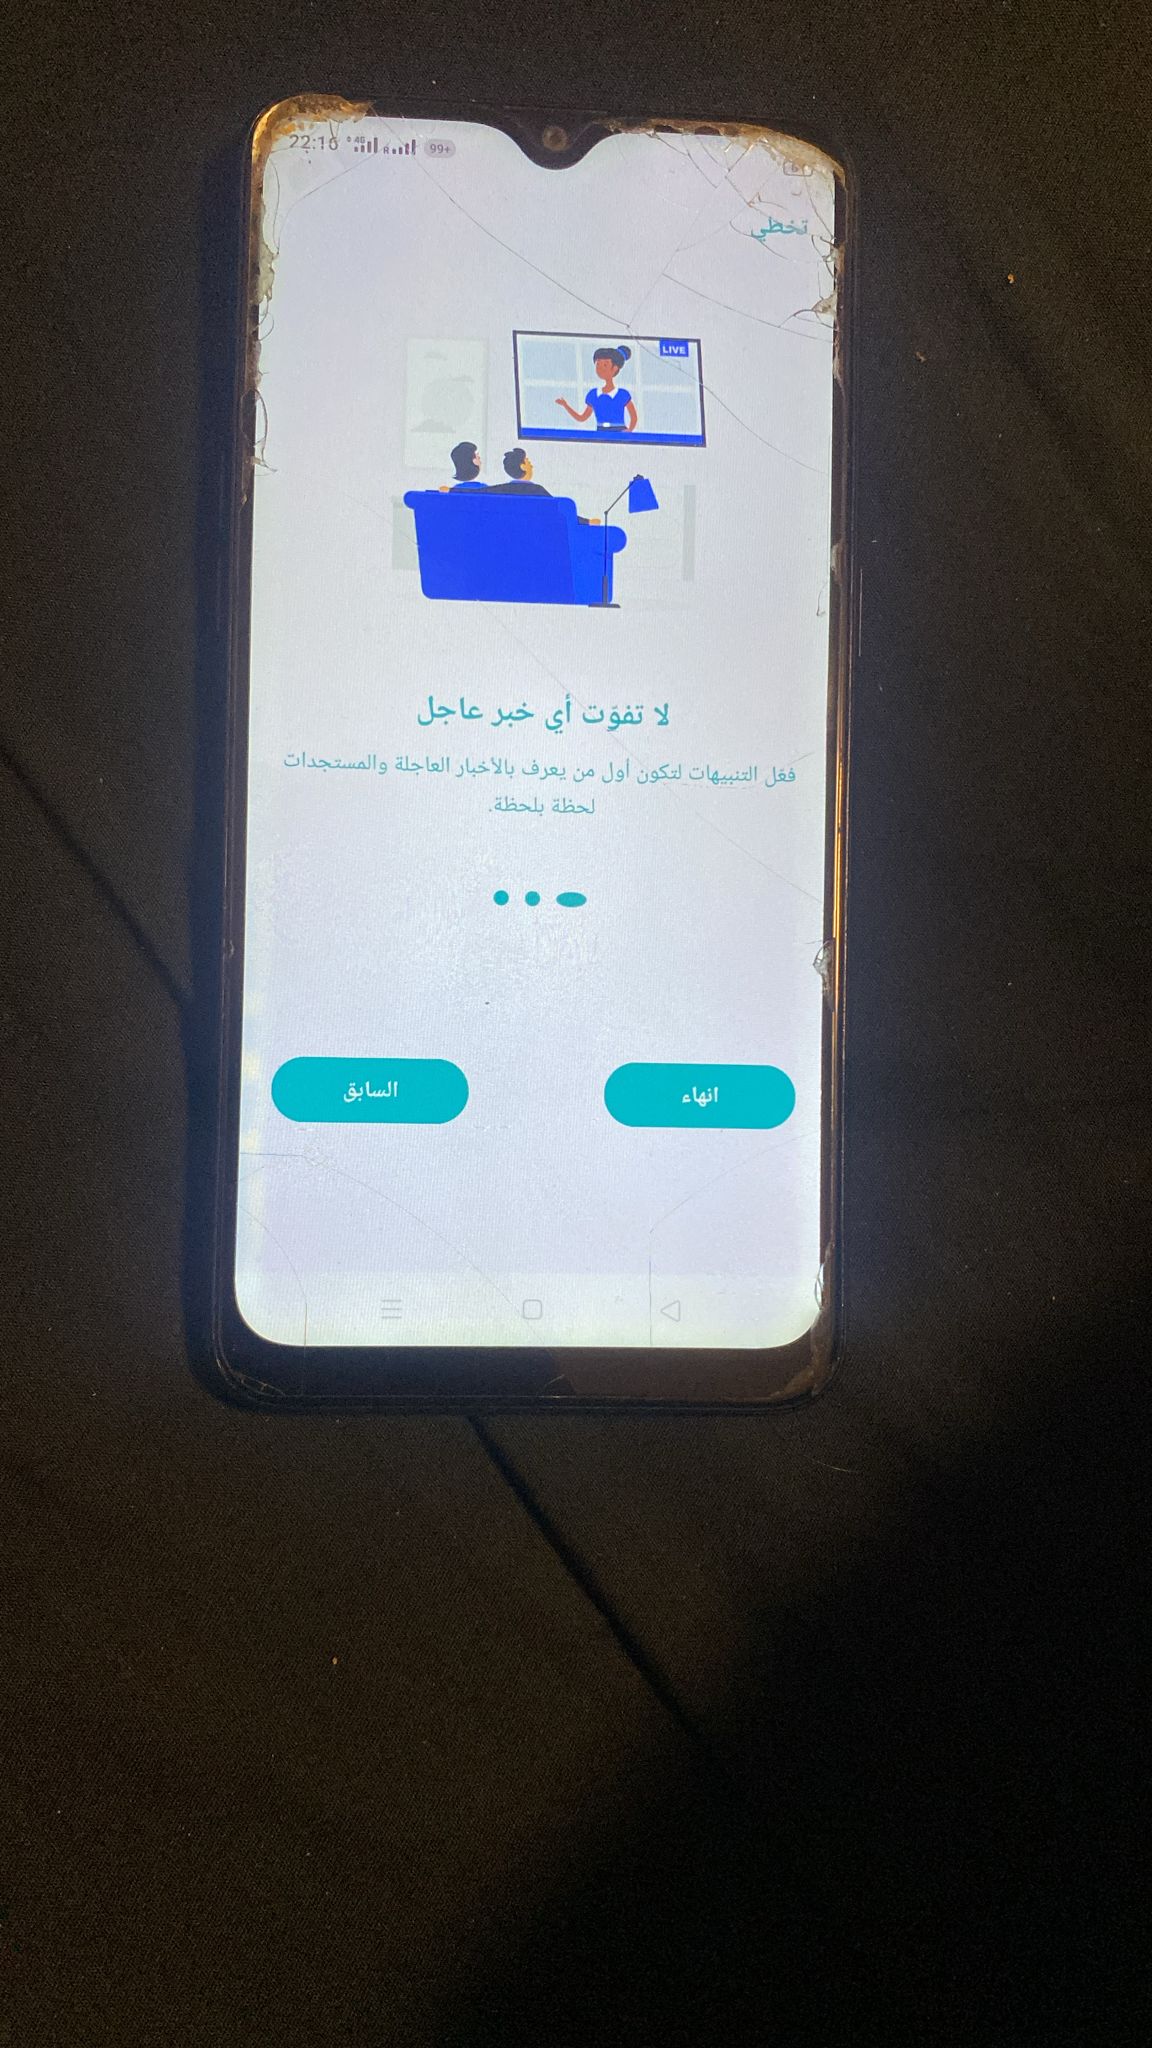 22:16 4G R 99+
تخطي
LIVE
لا تفوّت أي خبر عاجل
فعّل التنبيهات لتكون أول من يعرف بالأخبار العاجلة والمستجدات
لحظة بلحظة.
السابق
انهاء